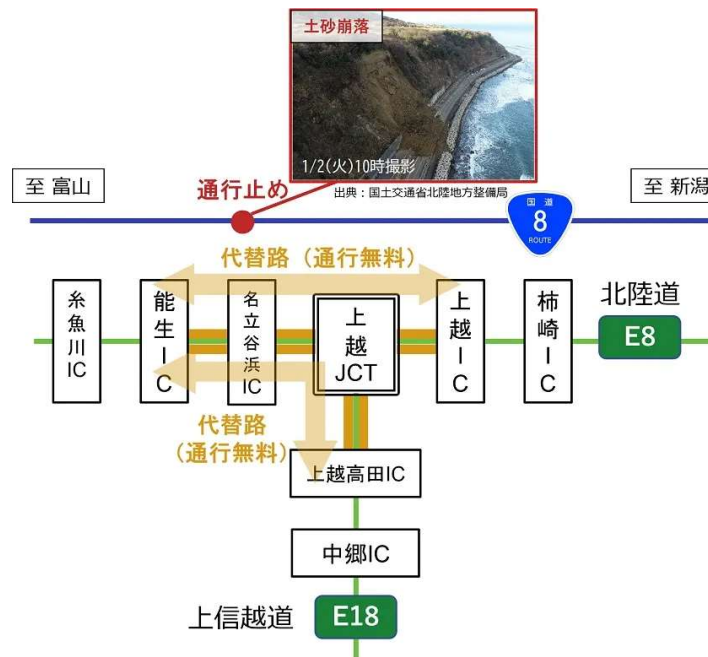 土砂崩落
1/2(火)10時撮影
出典：国土交通省北陸地方整備局
至 富山
通行止め
至 新潟
国道
8
ROUTE
代替路（通行無料）
糸魚川IC
能生IC
名立谷浜IC
上越JCT
上越IC
柿崎IC
北陸道
E8
代替路
（通行無料）
上越高田IC
中郷IC
上信越道
E18